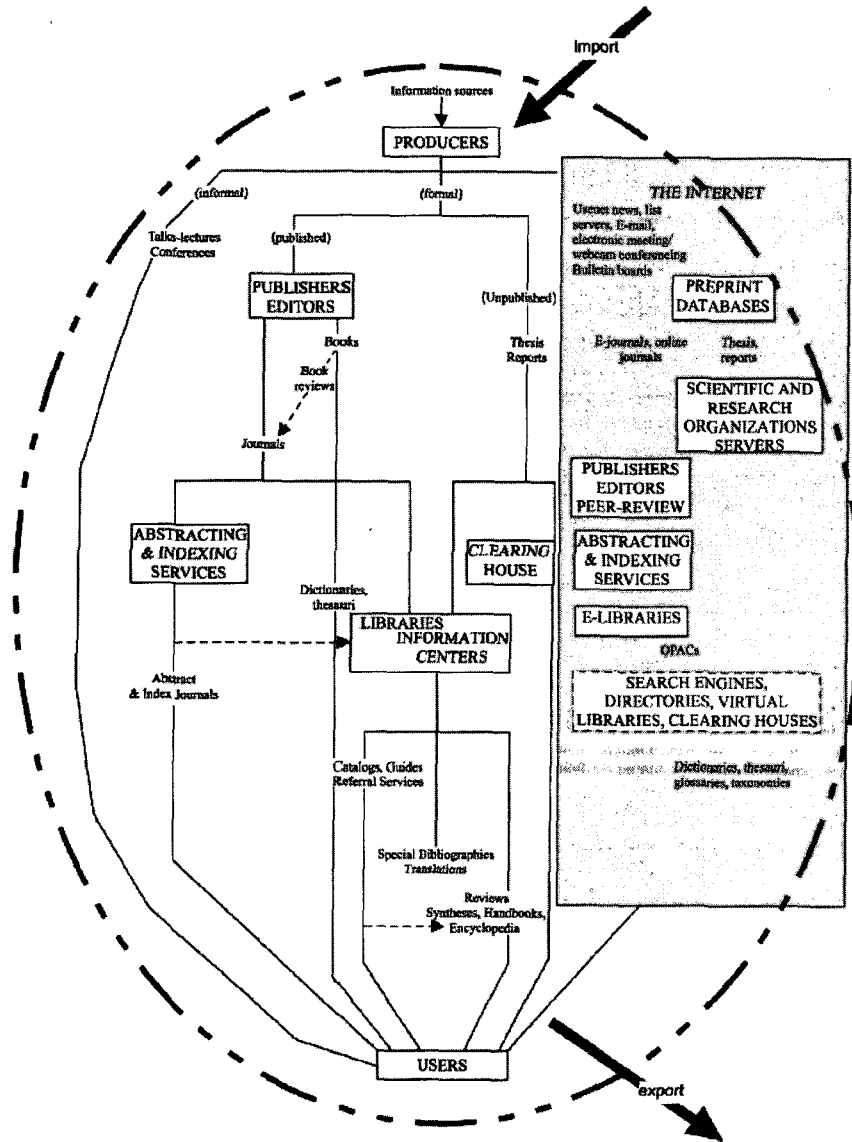 Import
Information sources
PRODUCERS
(informal)
(formal)
Talks-lectures
Conferences
(published)
PUBLISHERS
EDITORS
(Unpublished)
Books
Thesis
Reports
Book
reviews
Journals
ABSTRACTING
& INDEXING
SERVICES
CLEARING
HOUSE
Dictionaries,
thesauri
LIBRARIES
INFORMATION
CENTERS
Abstract
& Index Journals
Catalogs, Guides
Referral Services
Special Bibliographies
Translations
Reviews
Syntheses, Handbooks,
Encyclopedia
USERS
export
THE INTERNET
Usenet news, list
servers, E-mail,
electronic meeting/
webcam conferencing
Bulletin boards
PREPRINT
DATABASES
E-journals, online
journals
Thesis,
reports
SCIENTIFIC AND
RESEARCH
ORGANIZATIONS
SERVERS
PUBLISHERS
EDITORS
PEER-REVIEW
ABSTRACTING
& INDEXING
SERVICES
E-LIBRARIES
OPACs
SEARCH ENGINES,
DIRECTORIES, VIRTUAL
LIBRARIES, CLEARING HOUSES
Dictionaries, thesauri,
glossaries, taxonomies